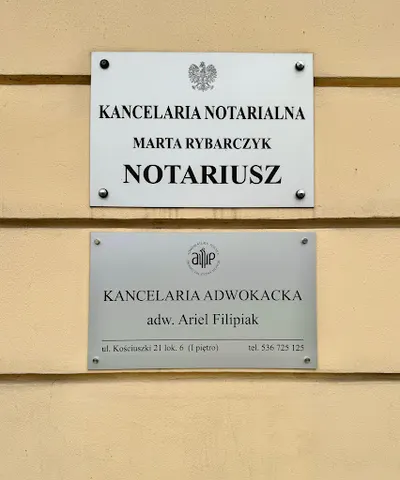 KANCELARIA NOTARIALNA
MARTA RYBARCZYK
NOTARIUSZ
KANCELARIA ADWOKACKA
adw. Ariel Filipiak
ul. Kościuszki 21 lok. 6 (I piętro) tel. 536 725 125